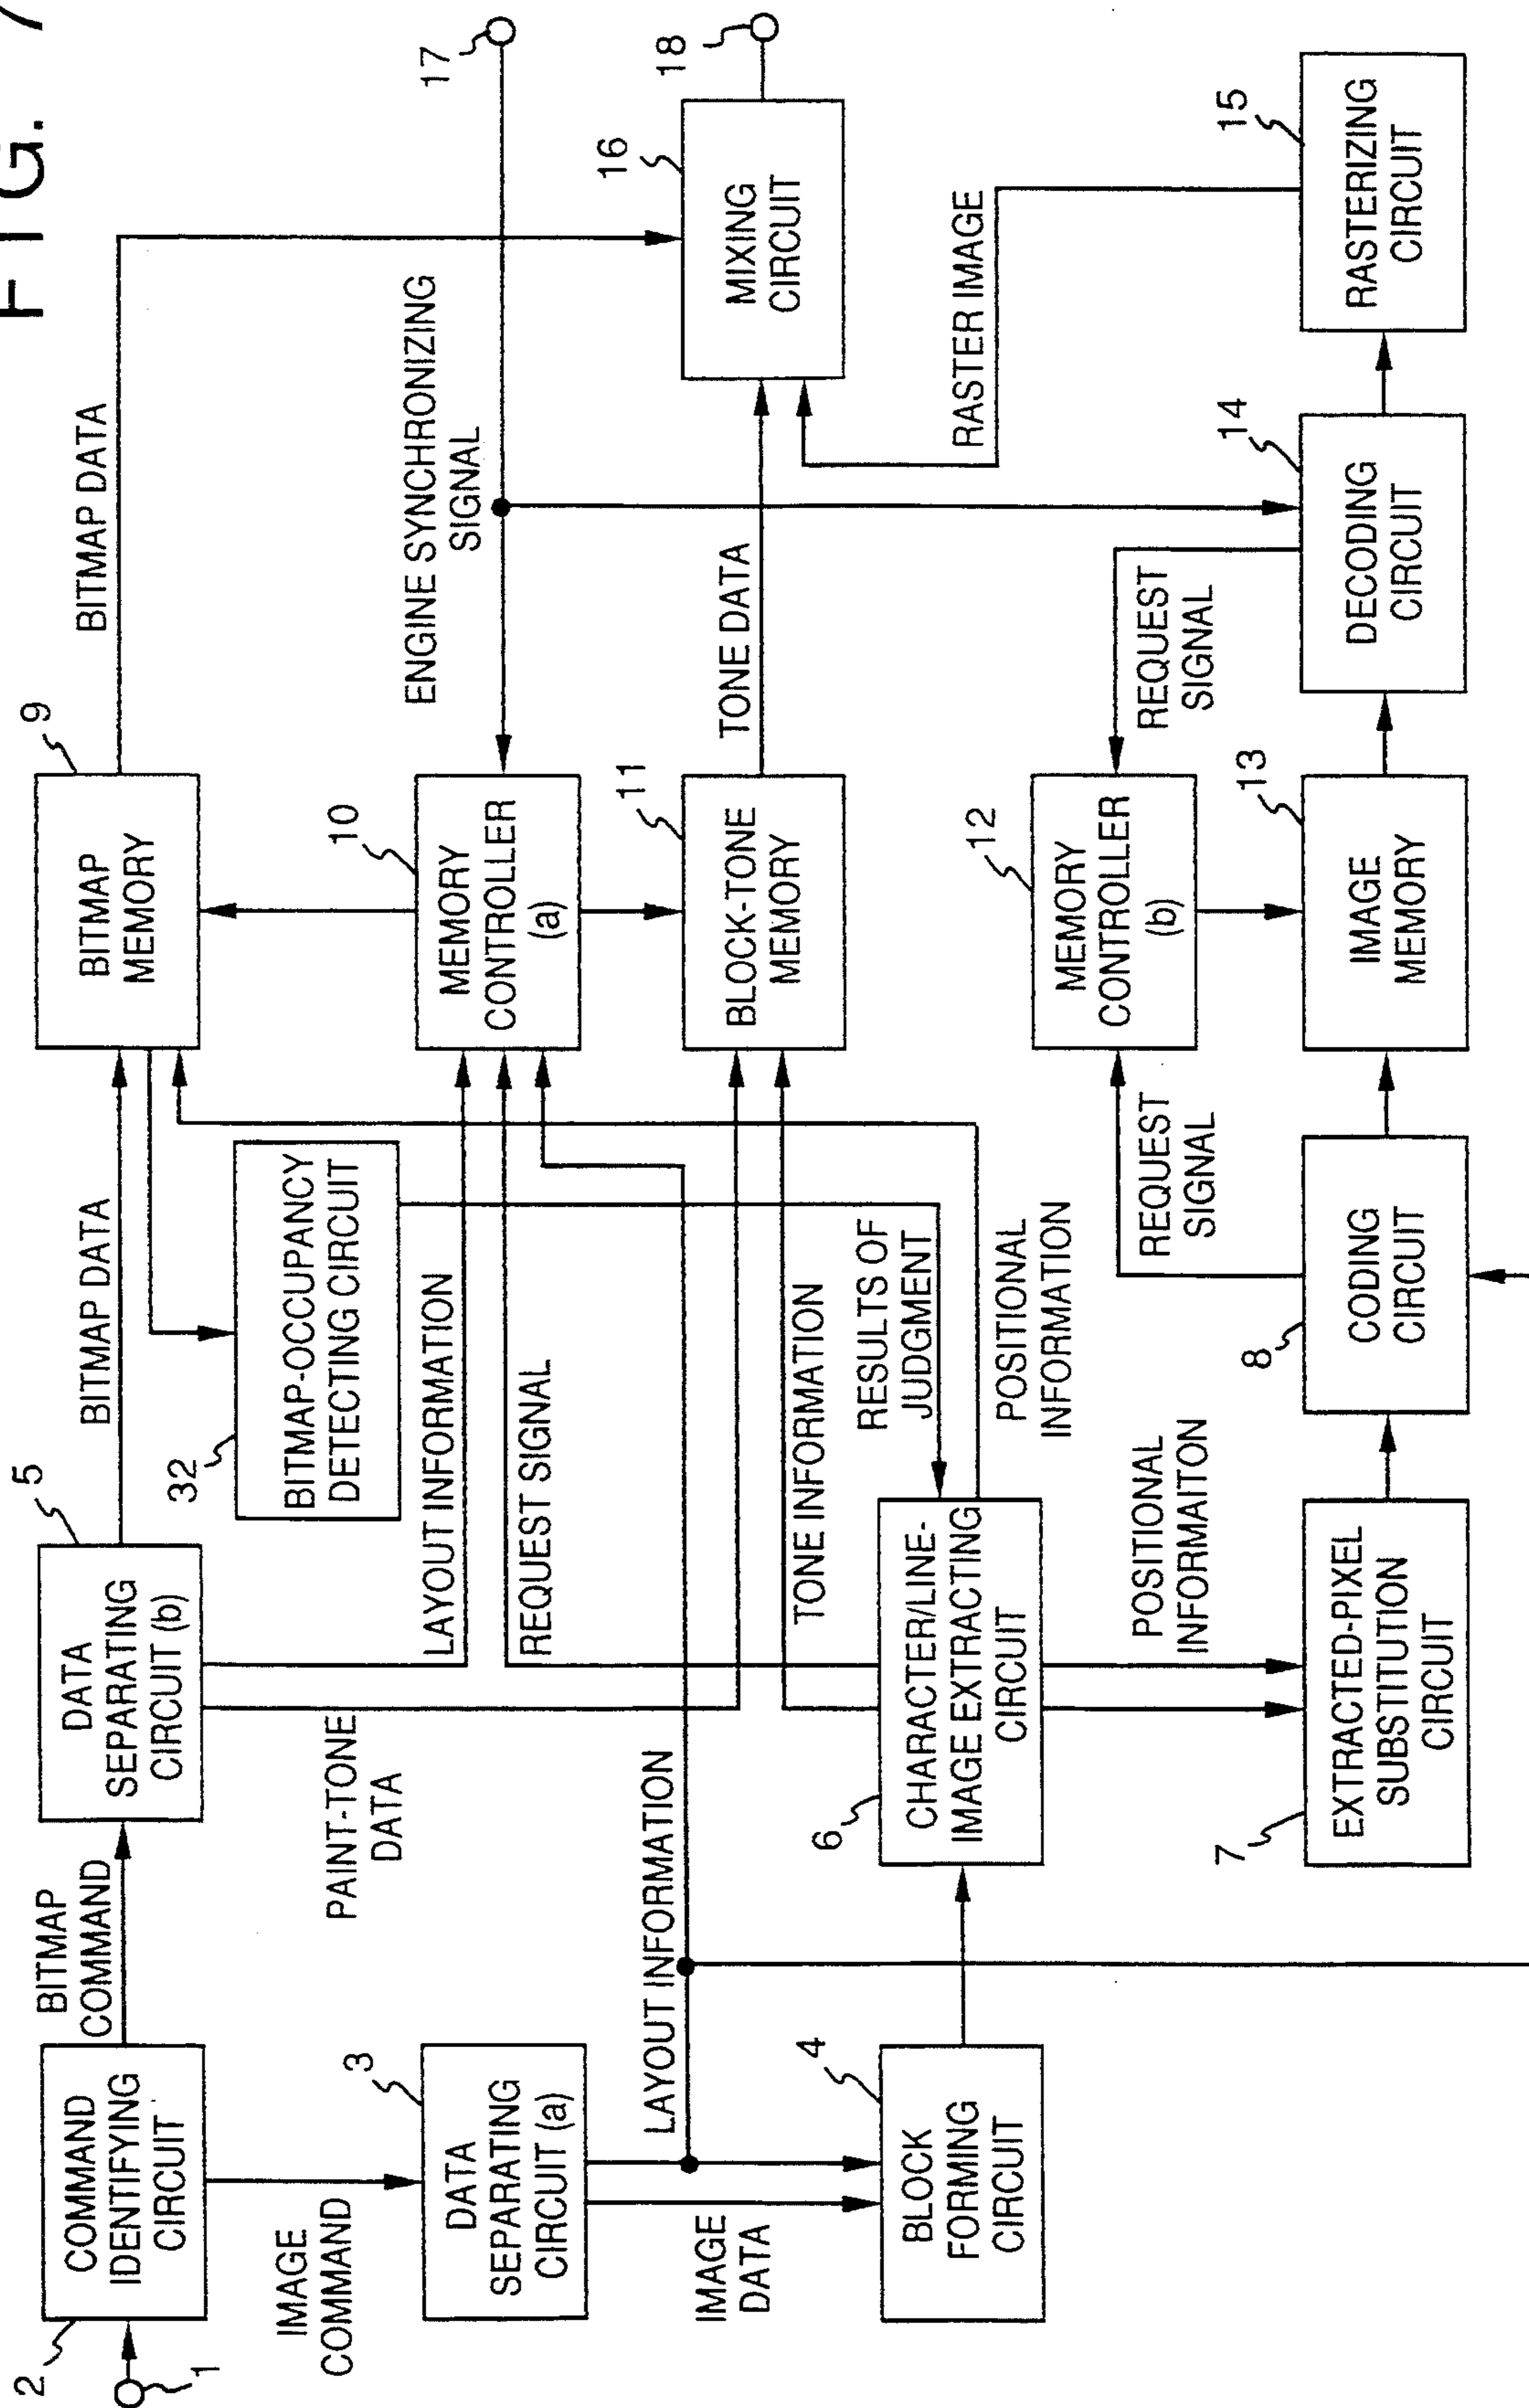 FIG. 7
1
2
COMMAND
IDENTIFYING
CIRCUIT
BITMAP
COMMAND
5
DATA
SEPARATING
CIRCUIT (b)
BITMAP DATA
9
BITMAP
MEMORY
BITMAP DATA
32
BITMAP-OCCUPANCY
DETECTING CIRCUIT
17
IMAGE
COMMAND
3
DATA
SEPARATING
CIRCUIT (a)
PAINT-TONE
DATA
LAYOUT INFORMATION
REQUEST SIGNAL
10
MEMORY
CONTROLLER
(a)
ENGINE SYNCHRONIZING
SIGNAL
16
MIXING
CIRCUIT
18
IMAGE
DATA
LAYOUT INFORMATION
TONE INFORMATION
11
BLOCK-TONE
MEMORY
TONE DATA
4
BLOCK
FORMING
CIRCUIT
6
CHARACTER/LINE-
IMAGE EXTRACTING
CIRCUIT
RESULTS OF
JUDGMENT
POSITIONAL
INFORMATION
RASTER IMAGE
12
MEMORY
CONTROLLER
(b)
REQUEST
SIGNAL
REQUEST
SIGNAL
POSITIONAL
INFORMAITON
7
EXTRACTED-PIXEL
SUBSTITUTION
CIRCUIT
8
CODING
CIRCUIT
13
IMAGE
MEMORY
14
DECODING
CIRCUIT
15
RASTERIZING
CIRCUIT